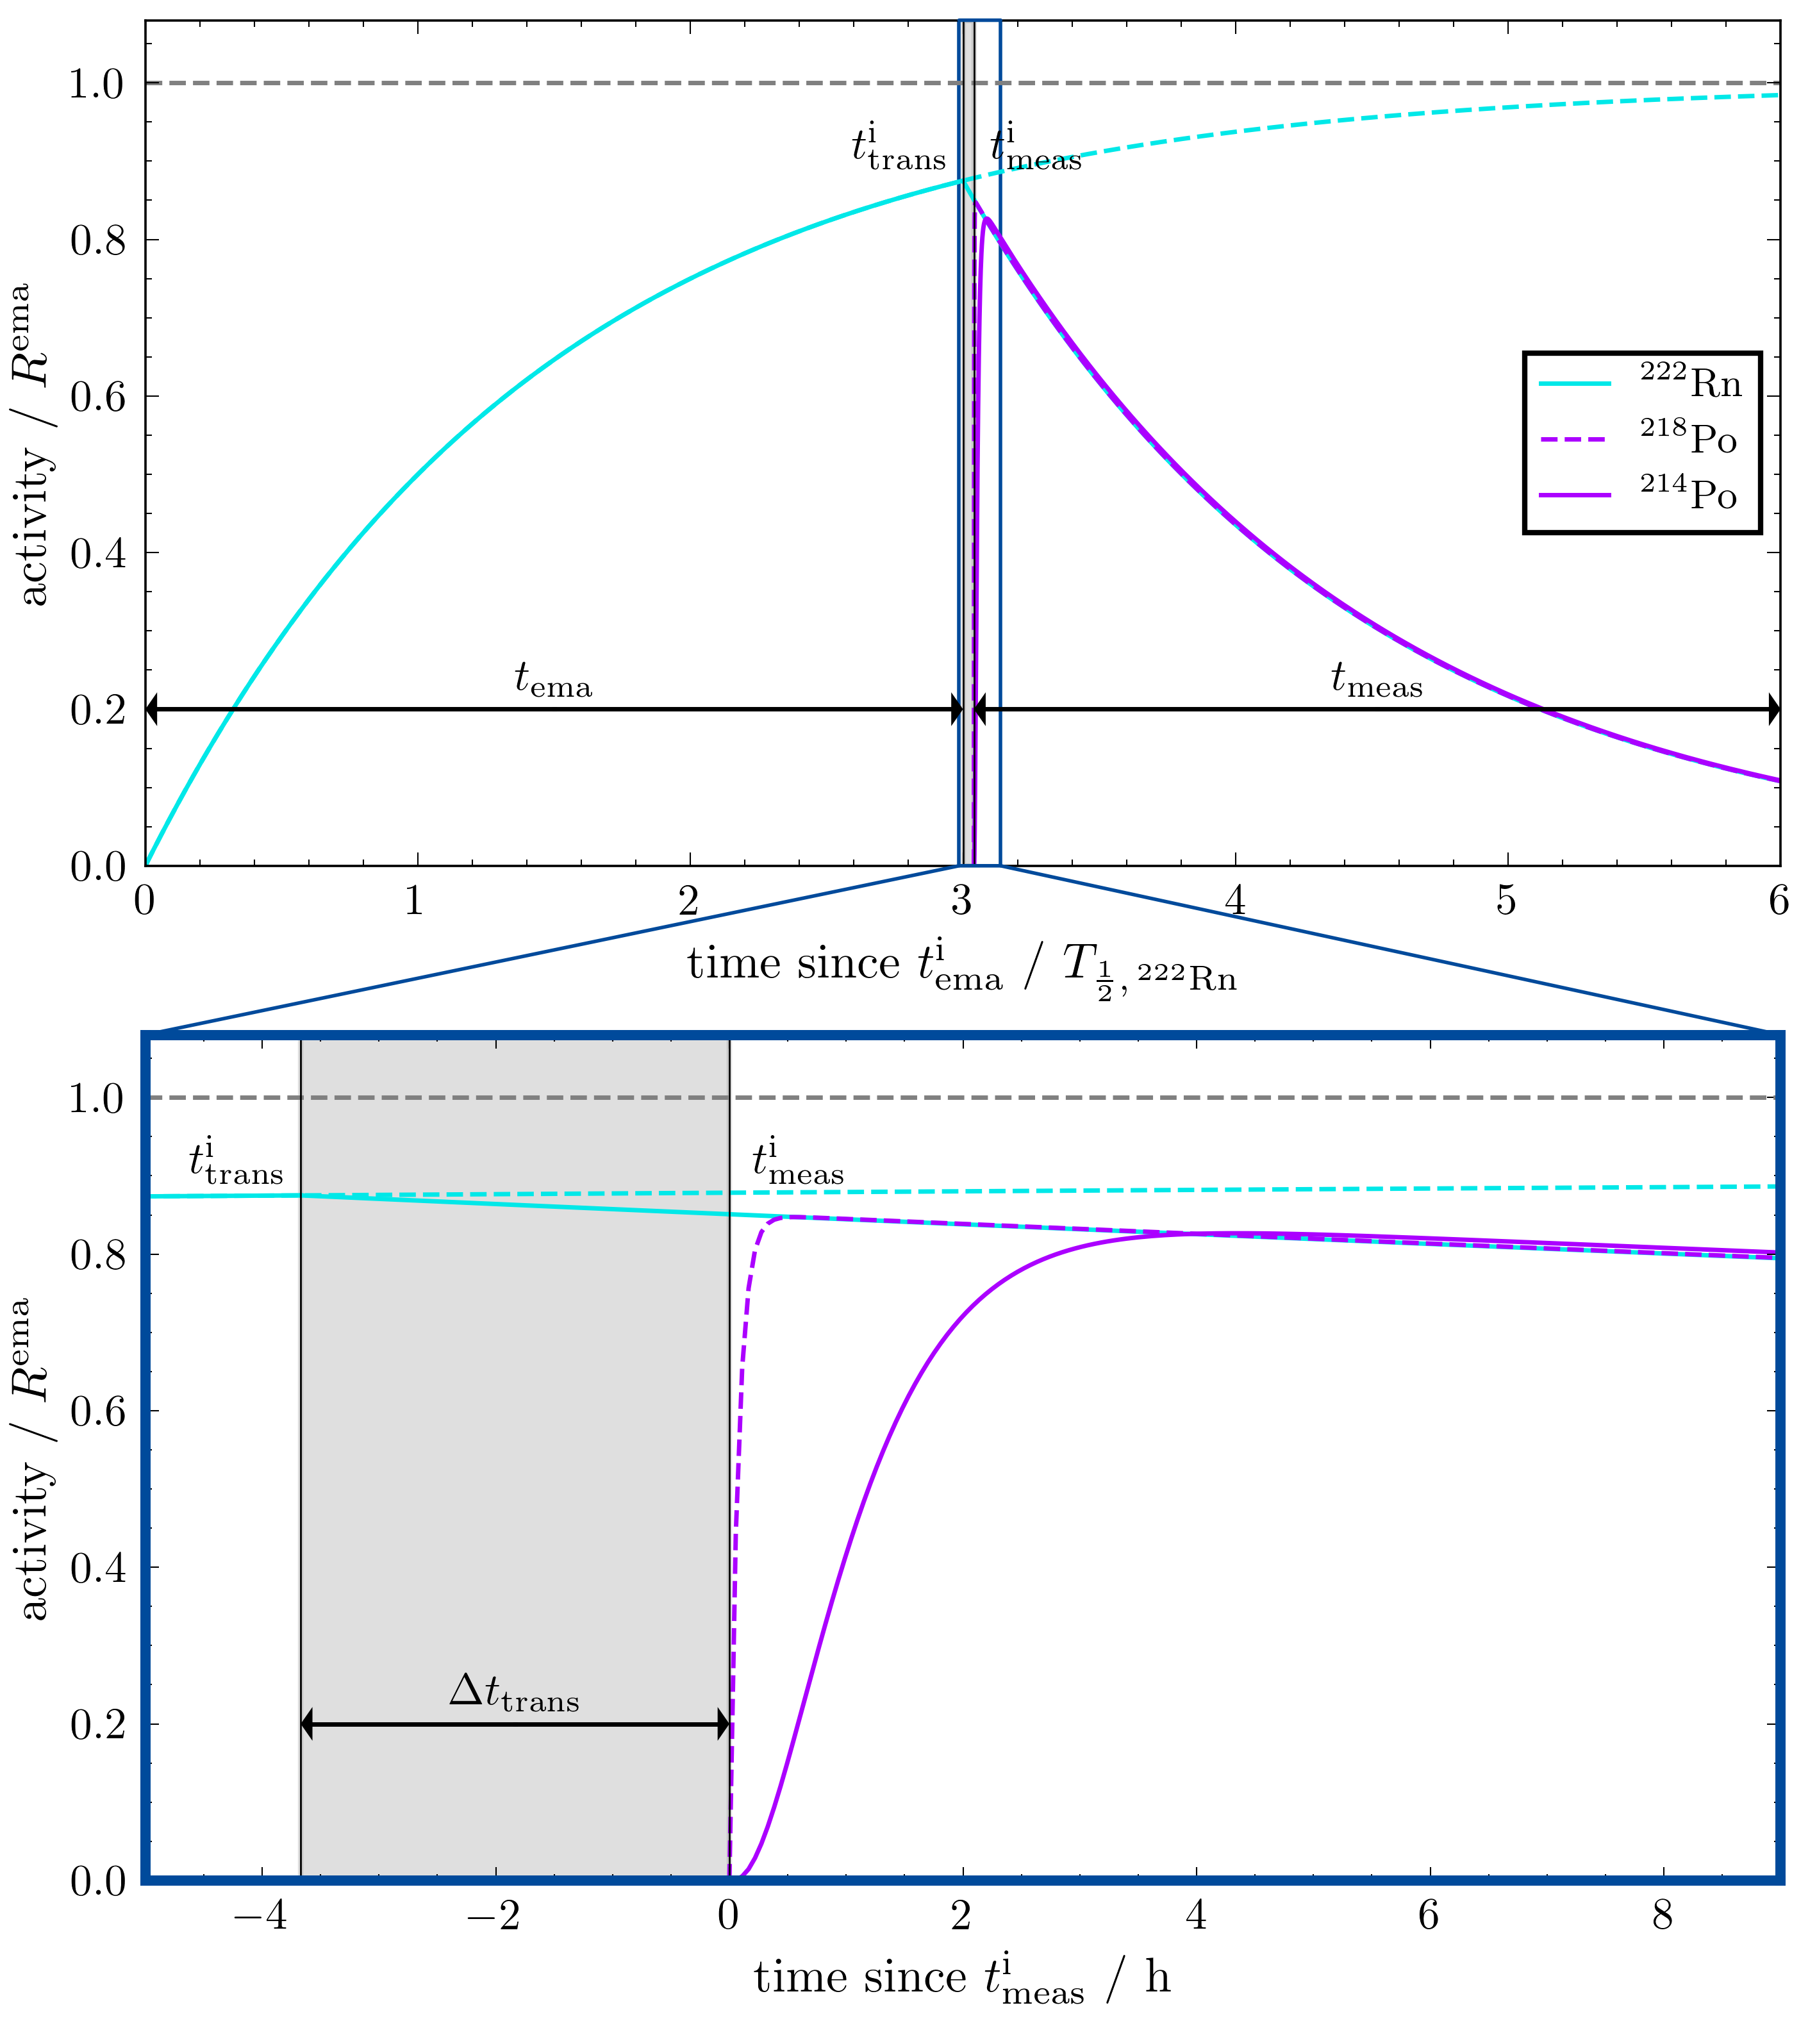 1.0
0.8
0.6
0.4
0.2
0.0
activity / R^ema
t^i_trans
t^i_meas
²²²Rn
²¹⁸Po
²¹⁴Po
t_ema
t_meas
0 1 2 3 4 5 6
time since t^i_ema / T_½, ²²²Rn
1.0
0.8
0.6
0.4
0.2
0.0
activity / R^ema
t^i_trans
t^i_meas
Δt_trans
−4 −2 0 2 4 6 8
time since t^i_meas / h